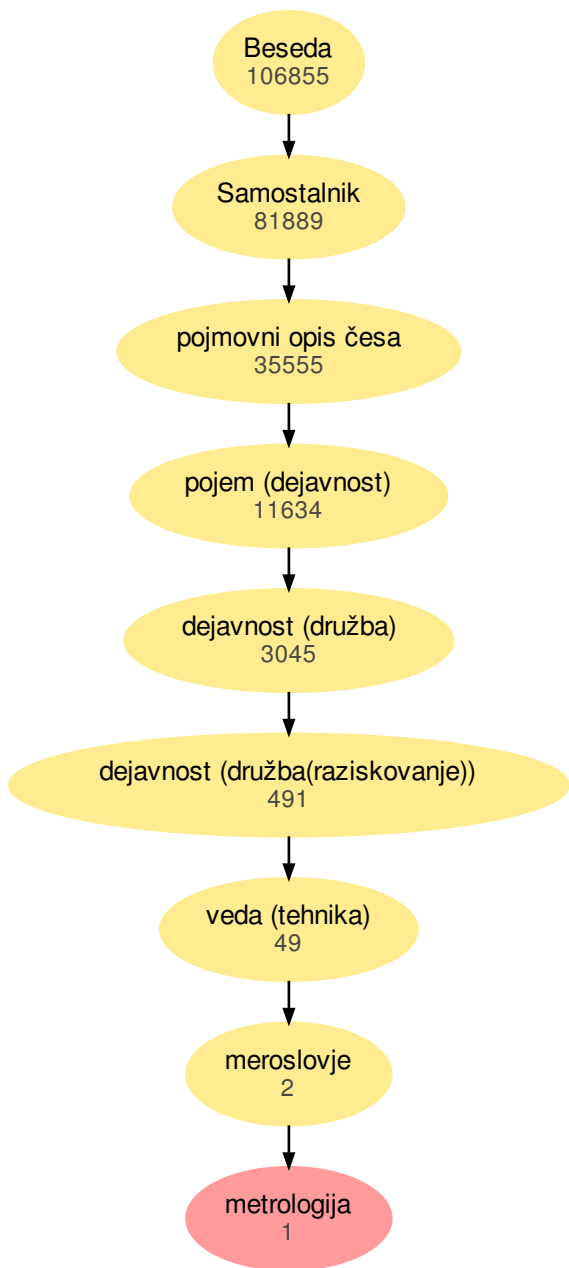 Beseda
106855
Samostalnik
81889
pojmovni opis česa
35555
pojem (dejavnost)
11634
dejavnost (družba)
3045
dejavnost (družba(raziskovanje))
491
veda (tehnika)
49
meroslovje
2
metrologija
1